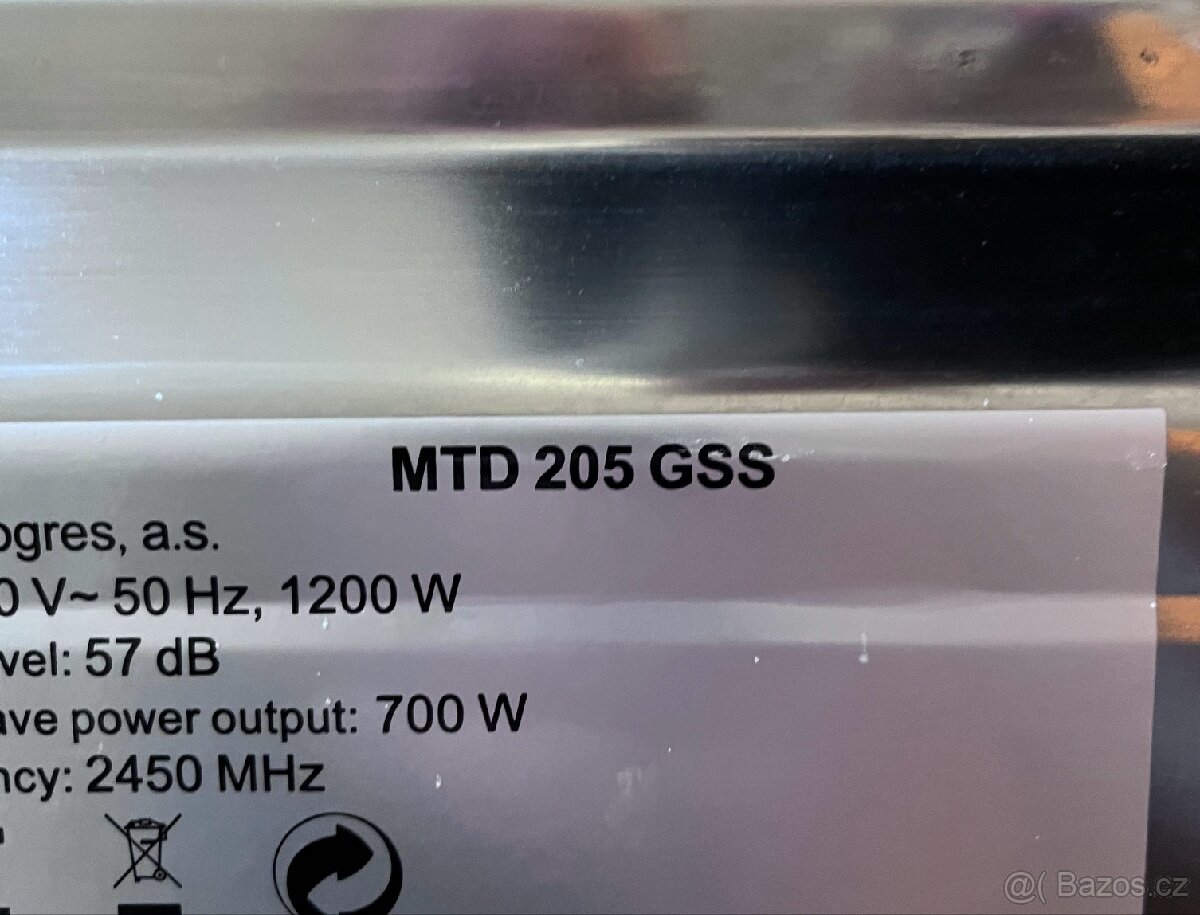 MTD 205 GSS
ogres, a.s.
0 V~ 50 Hz, 1200 W
vel: 57 dB
ave power output: 700 W
ncy: 2450 MHz
@( Bazos.cz